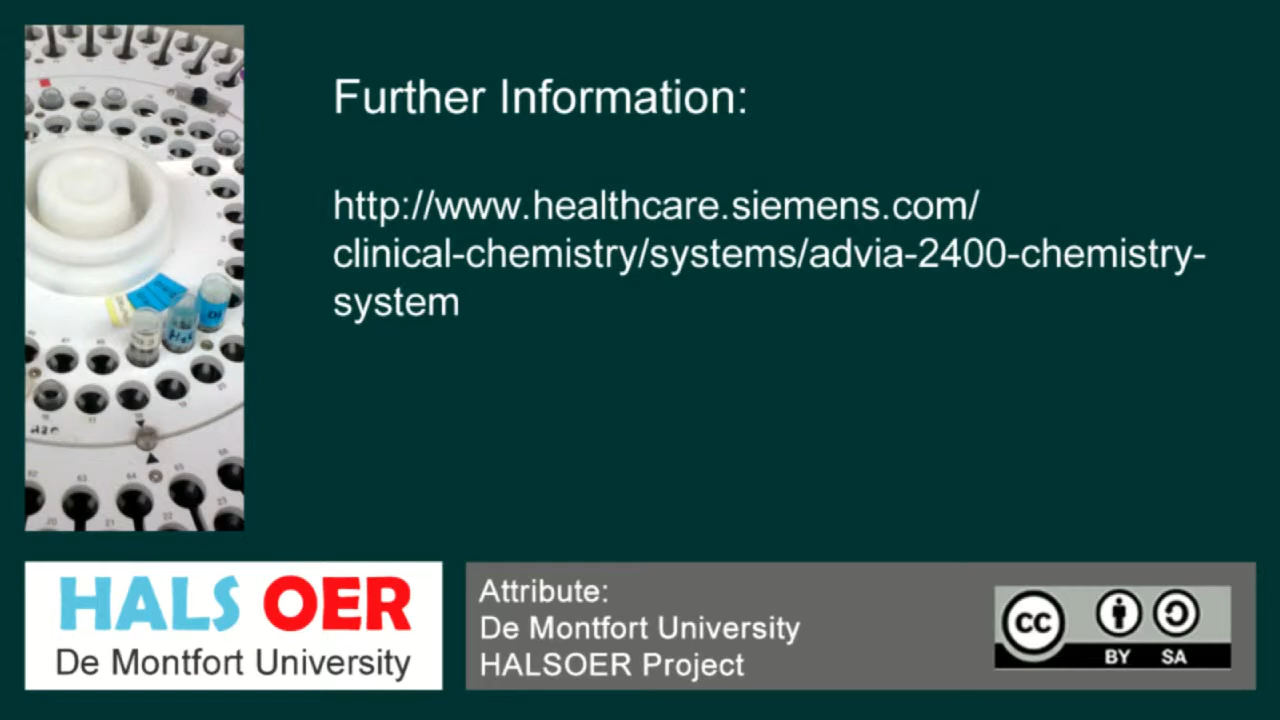 Further Information:
http://www.healthcare.siemens.com/
clinical-chemistry/systems/advia-2400-chemistry-
system
HALS OER
De Montfort University
Attribute:
De Montfort University
HALSOER Project
CC
BY SA